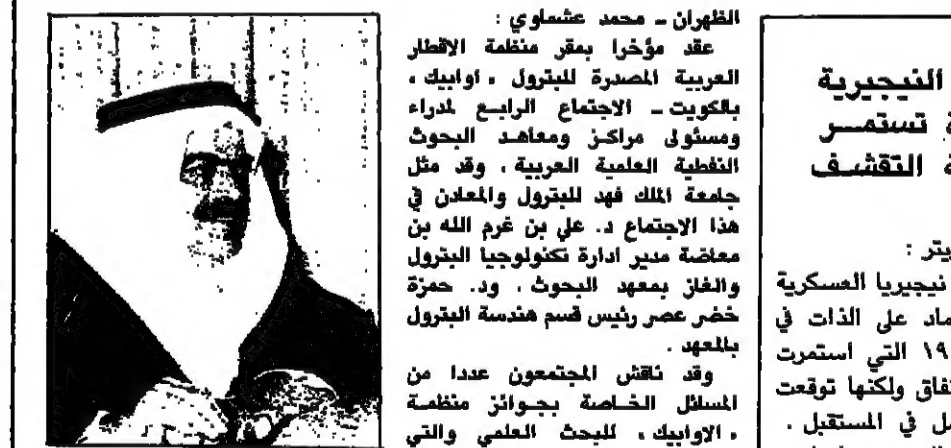 الظهران ـ محمد عشماوي :
عقد مؤخرا بمقر منظمة الاقطار
العربية المصدرة للبترول « اوابيك »
بالكويت ـ الاجتماع الرابع لمدراء
ومسئولى مراكز ومعاهد البحوث
النفطية العلمية العربية ، وقد مثل
جامعة الملك فهد للبترول والمعادن في
هذا الاجتماع د. علي بن غرم الله بن
معاضة مدير ادارة تكنولوجيا البترول
والغاز بمعهد البحوث ، ود. حمزة
خضر عصر رئيس قسم هندسة البترول
بالمعهد .
وقد ناقش المجتمعون عددا من
المسائل الخاصة بجوائز منظمة
« الاوابيك » للبحث العلمي والتي
النيجيرية
تستمر
التقشف
يتر :
نيجيريا العسكرية
ماد على الذات في
١٩ التي استمرت
فاق ولكنها توقعت
في المستقبل .